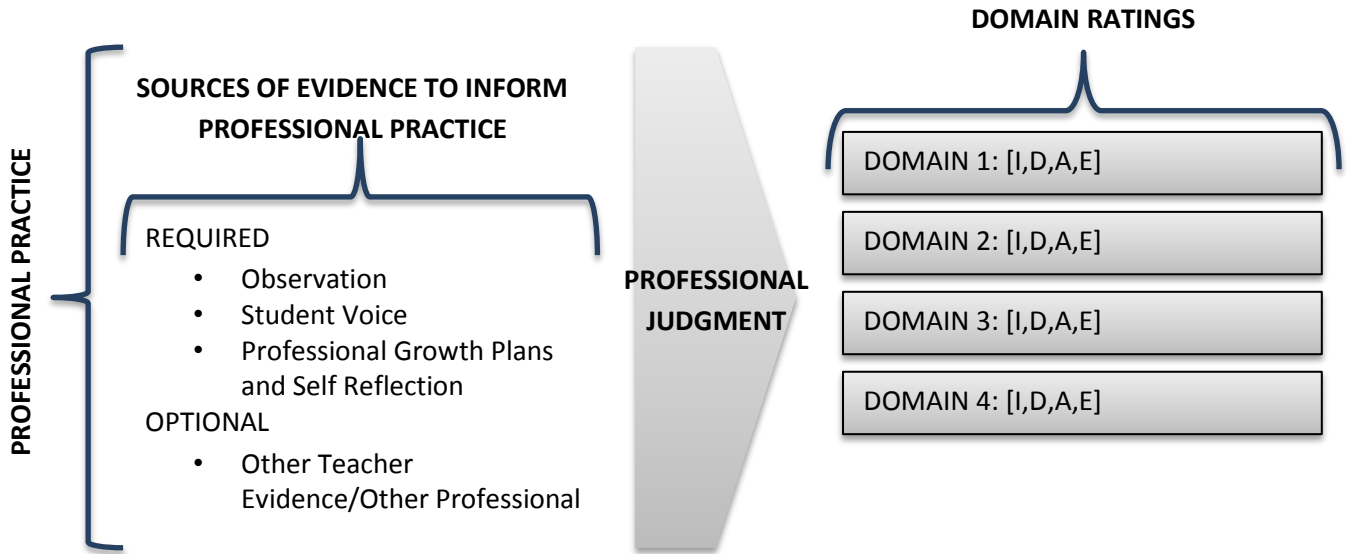 PROFESSIONAL PRACTICE
SOURCES OF EVIDENCE TO INFORM
PROFESSIONAL PRACTICE
REQUIRED
• Observation
• Student Voice
• Professional Growth Plans
and Self Reflection
OPTIONAL
• Other Teacher
Evidence/Other Professional
PROFESSIONAL
JUDGMENT
DOMAIN RATINGS
DOMAIN 1: [I,D,A,E]
DOMAIN 2: [I,D,A,E]
DOMAIN 3: [I,D,A,E]
DOMAIN 4: [I,D,A,E]